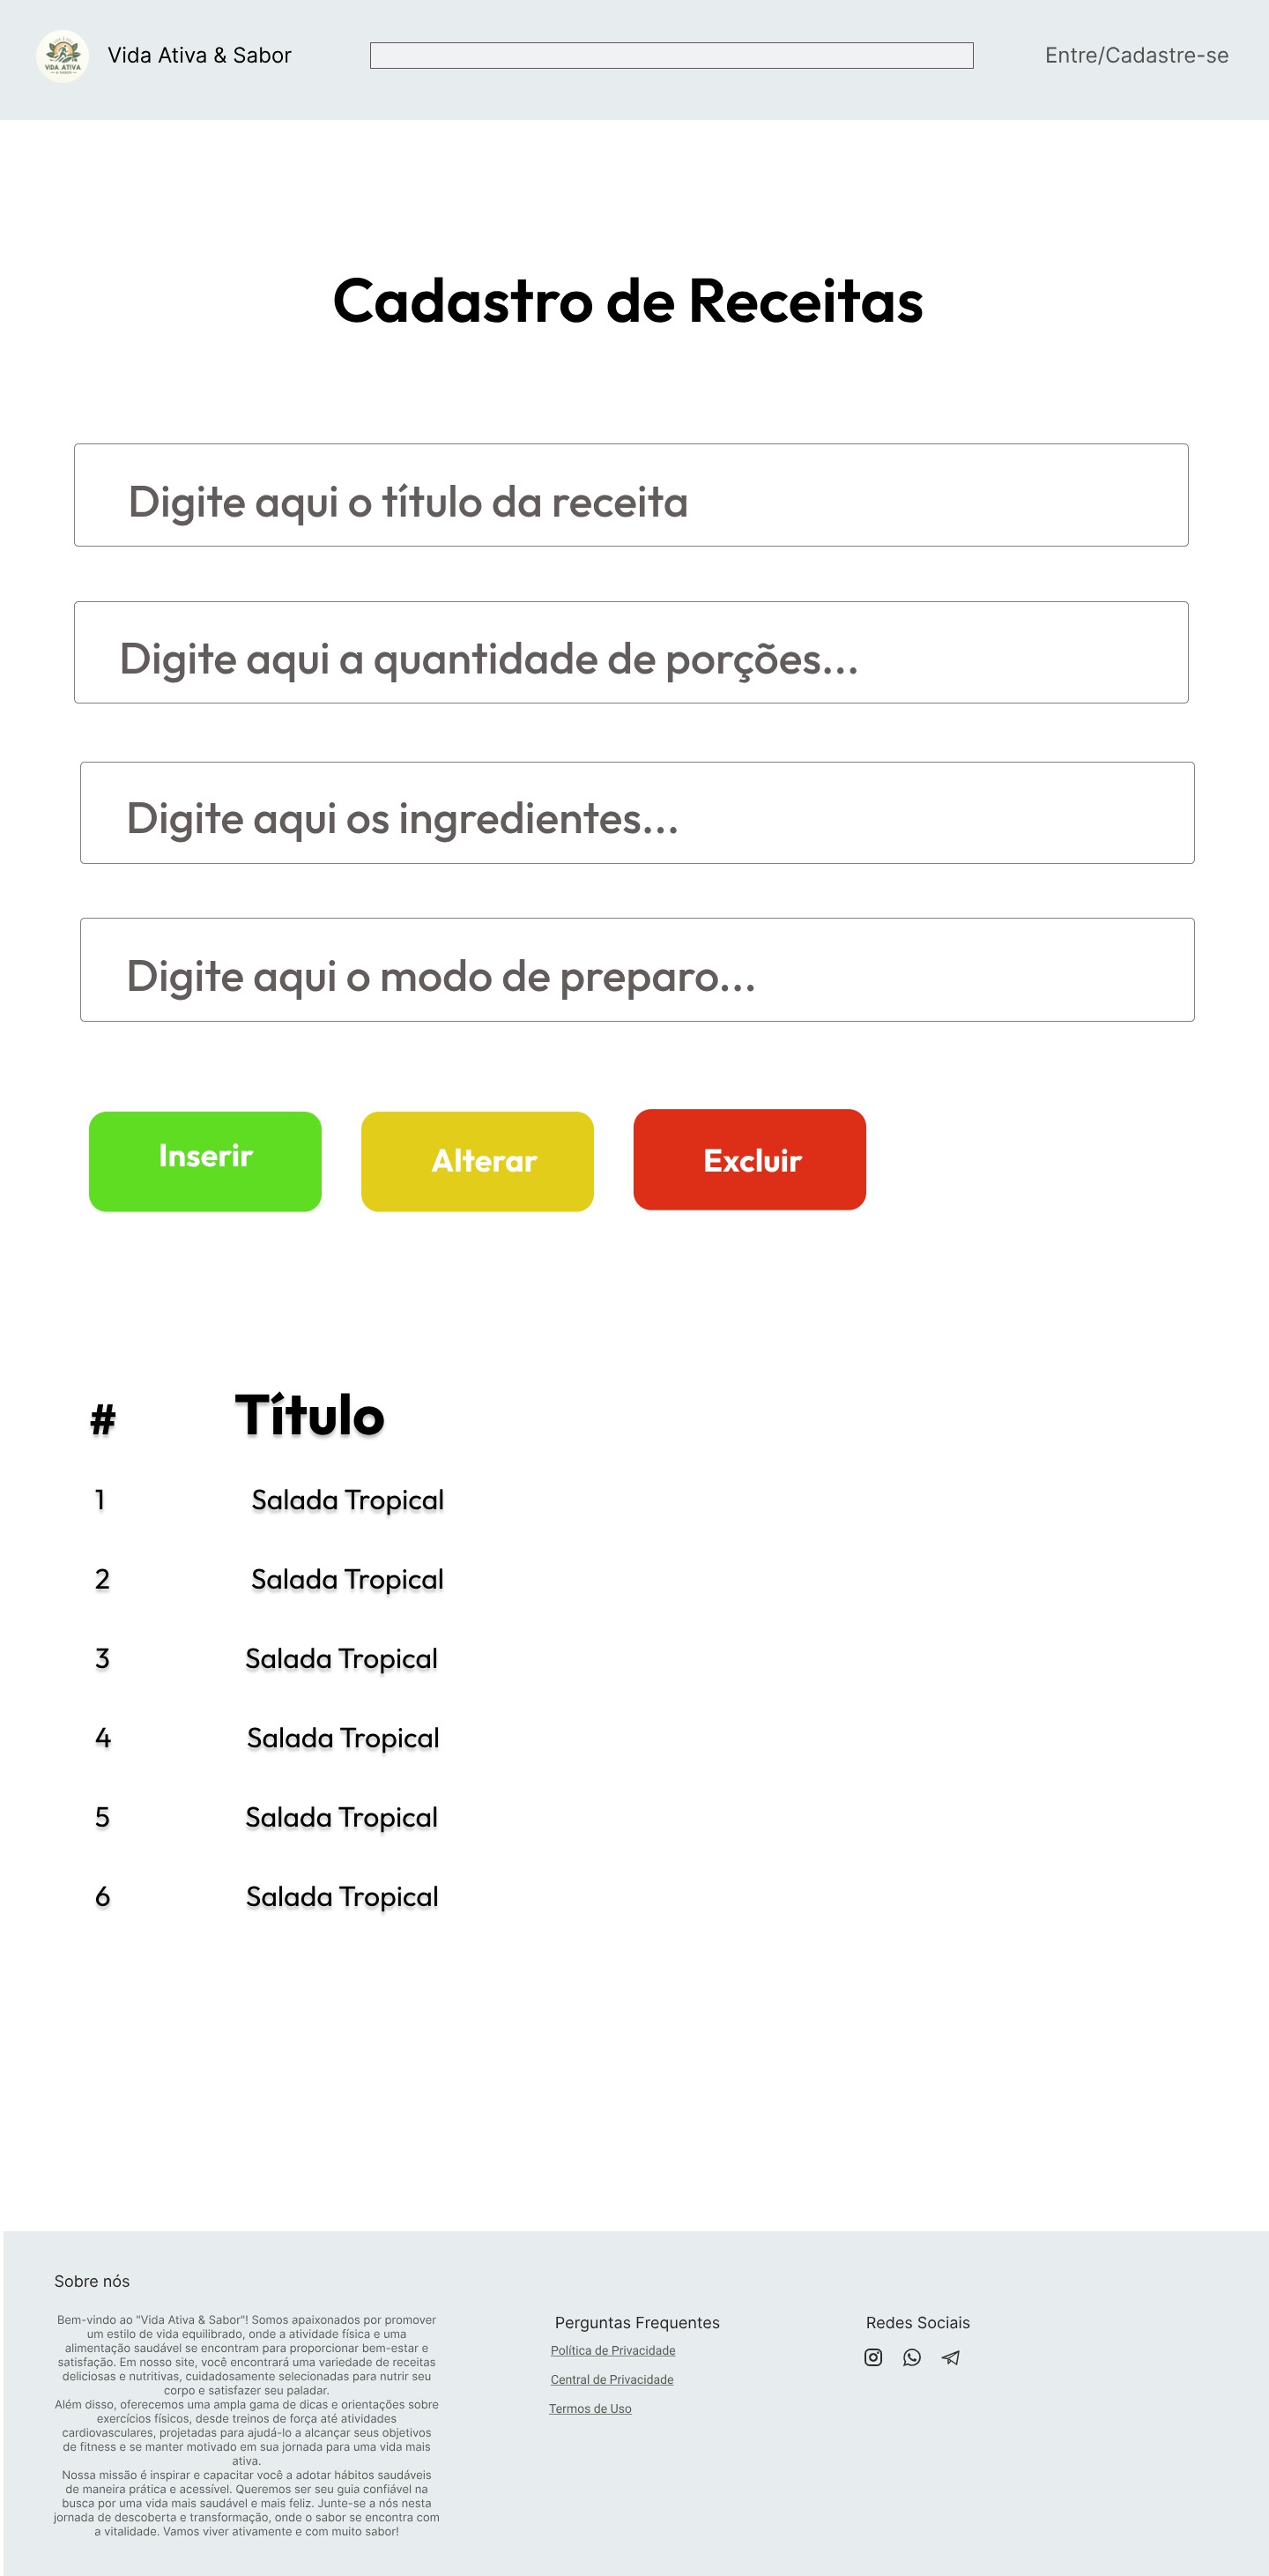 VIDA ATIVA
& SABOR
Vida Ativa & Sabor
Entre/Cadastre-se
Cadastro de Receitas
Digite aqui o título da receita
Digite aqui a quantidade de porções...
Digite aqui os ingredientes...
Digite aqui o modo de preparo...
Inserir Alterar Excluir
# Título
1 Salada Tropical
2 Salada Tropical
3 Salada Tropical
4 Salada Tropical
5 Salada Tropical
6 Salada Tropical
Sobre nós
Bem-vindo ao "Vida Ativa & Sabor"! Somos apaixonados por promover
um estilo de vida equilibrado, onde a atividade física e uma
alimentação saudável se encontram para proporcionar bem-estar e
satisfação. Em nosso site, você encontrará uma variedade de receitas
deliciosas e nutritivas, cuidadosamente selecionadas para nutrir seu
corpo e satisfazer seu paladar.
Além disso, oferecemos uma ampla gama de dicas e orientações sobre
exercícios físicos, desde treinos de força até atividades
cardiovasculares, projetadas para ajudá-lo a alcançar seus objetivos
de fitness e se manter motivado em sua jornada para uma vida mais
ativa.
Nossa missão é inspirar e capacitar você a adotar hábitos saudáveis
de maneira prática e acessível. Queremos ser seu guia confiável na
busca por uma vida mais saudável e mais feliz. Junte-se a nós nesta
jornada de descoberta e transformação, onde o sabor se encontra com
a vitalidade. Vamos viver ativamente e com muito sabor!
Perguntas Frequentes
Política de Privacidade
Central de Privacidade
Termos de Uso
Redes Sociais